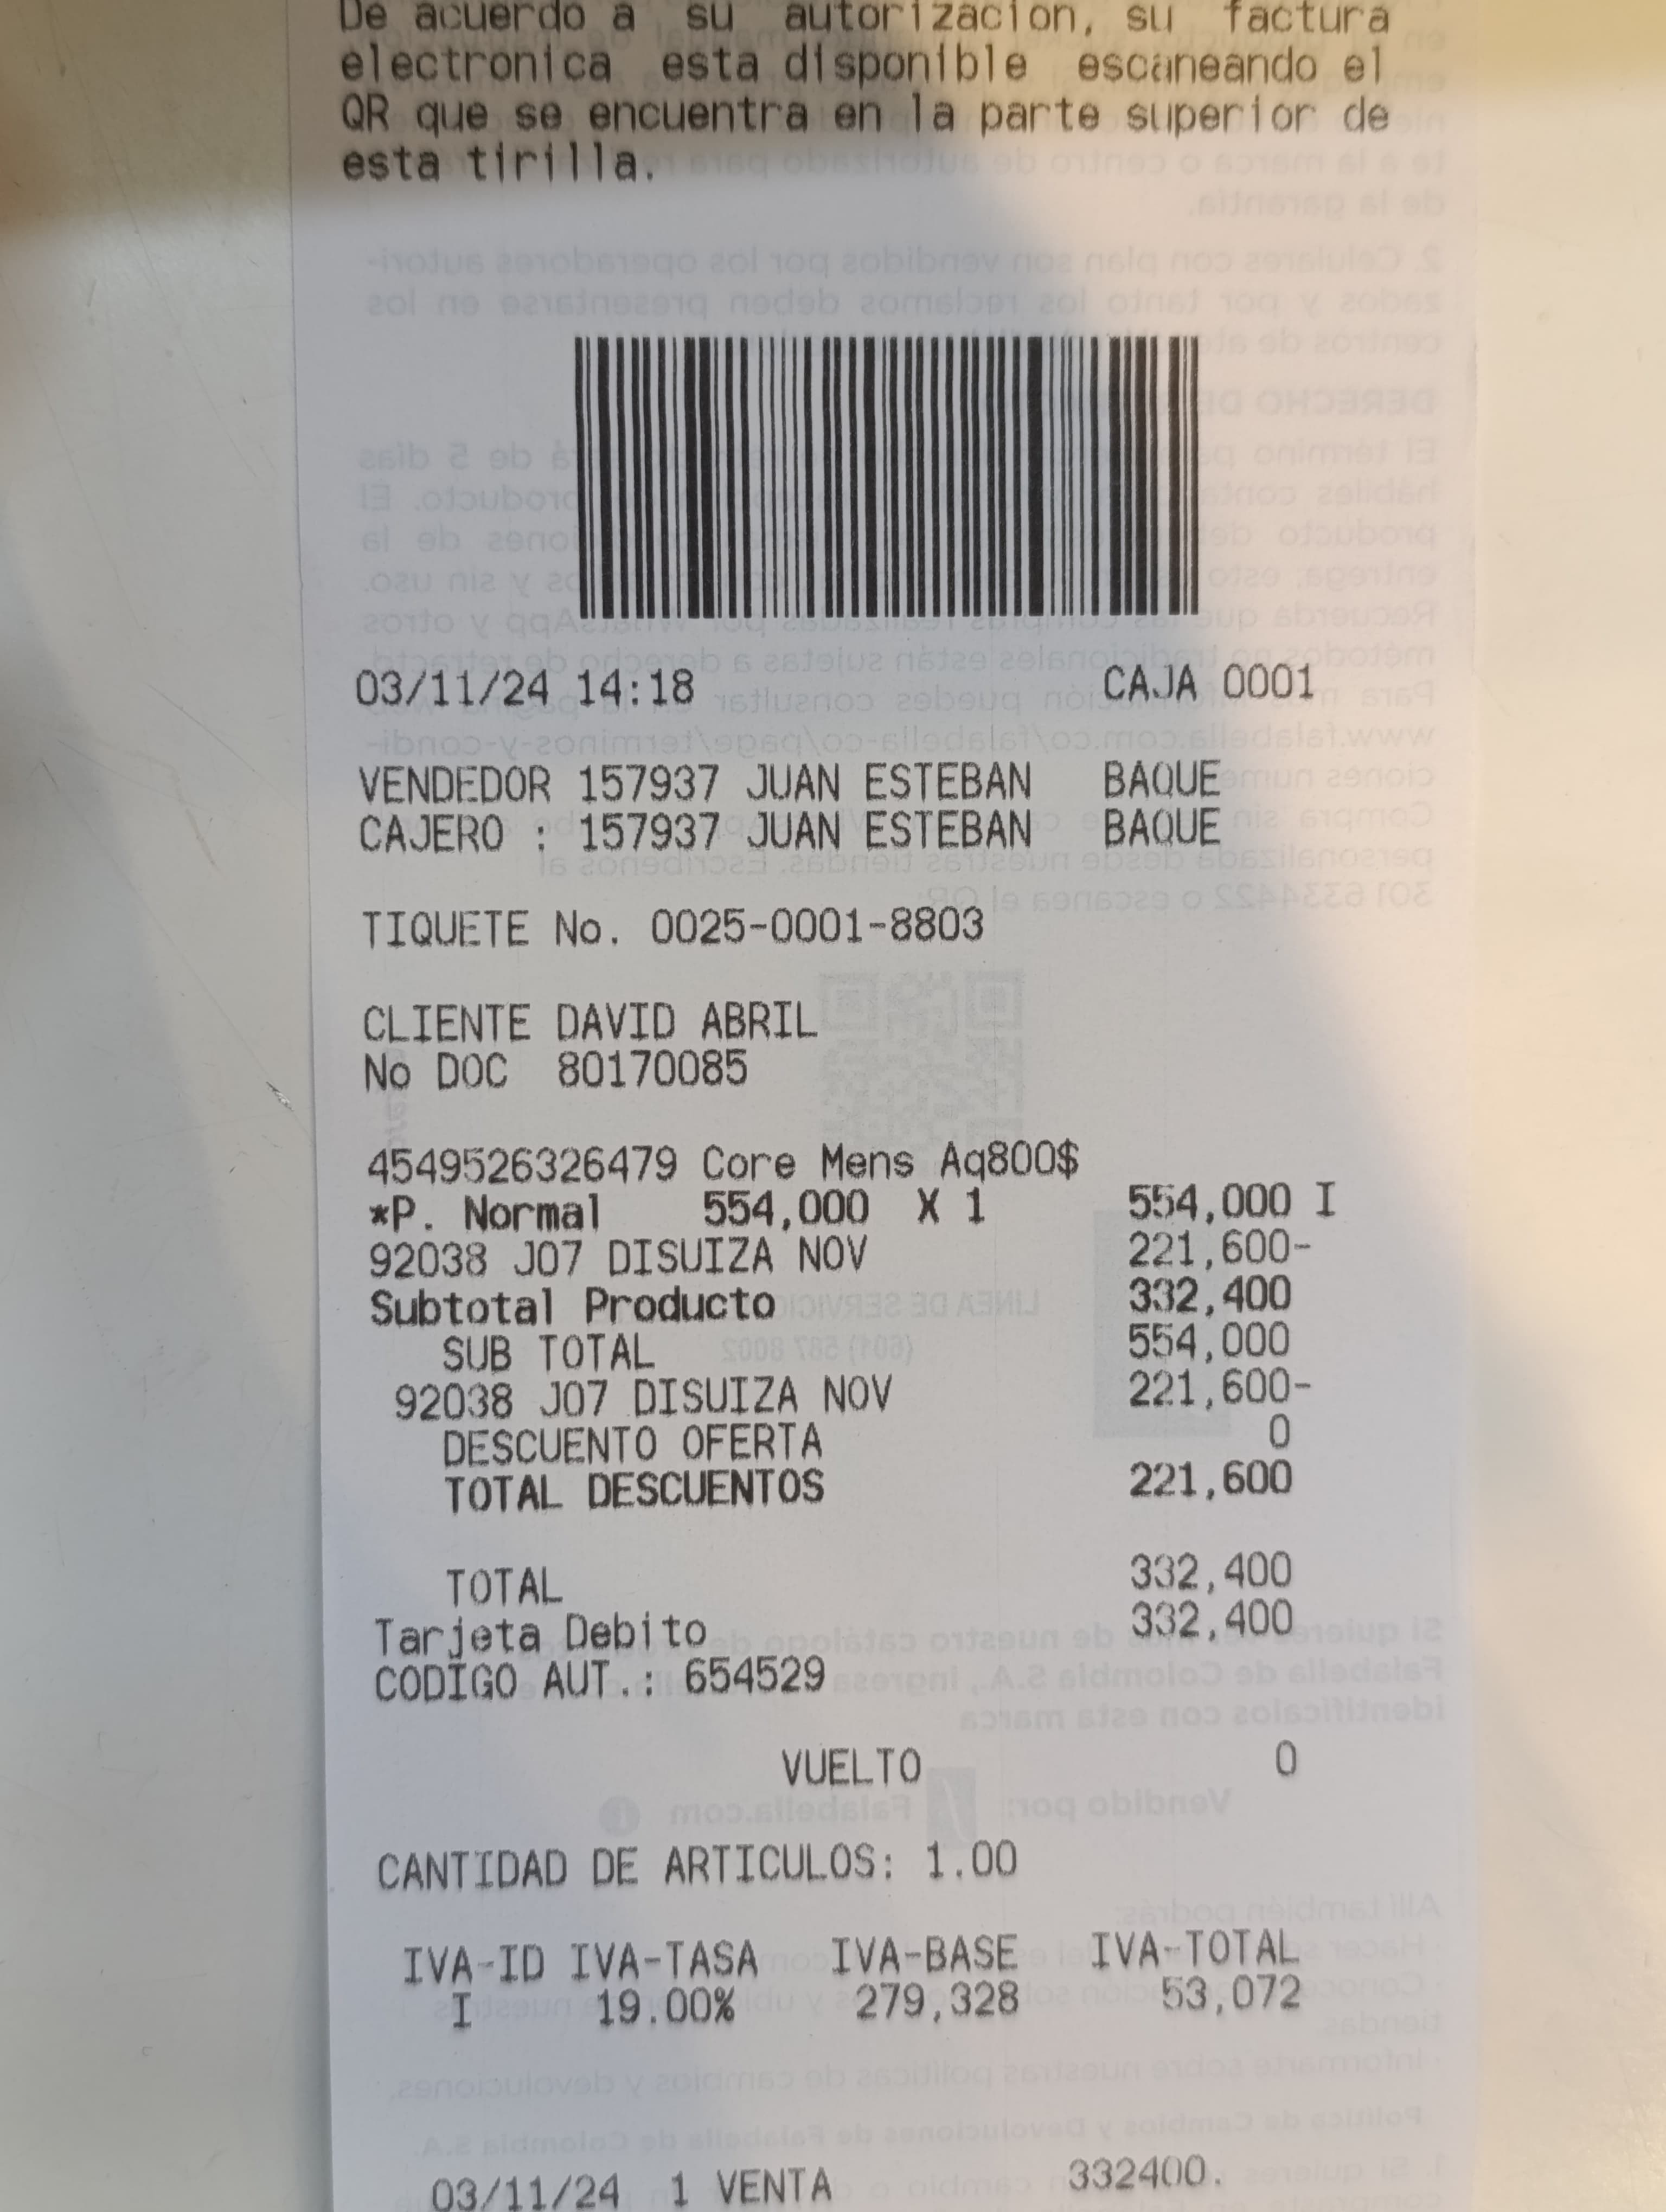 De acuerdo a su autorizacion, su factura
electronica esta disponible escaneando el
QR que se encuentra en la parte superior de
esta tirilla.
03/11/24 14:18 CAJA 0001
VENDEDOR 157937 JUAN ESTEBAN BAQUE
CAJERO : 157937 JUAN ESTEBAN BAQUE
TIQUETE No. 0025-0001-8803
CLIENTE DAVID ABRIL
No DOC 80170085
4549526326479 Core Mens Aq800$
*P. Normal 554,000 X 1 554,000 I
92038 J07 DISUIZA NOV 221,600-
Subtotal Producto 332,400
SUB TOTAL 554,000
92038 J07 DISUIZA NOV 221,600-
DESCUENTO OFERTA 0
TOTAL DESCUENTOS 221,600
TOTAL 332,400
Tarjeta Debito 332,400
CODIGO AUT.: 654529
VUELTO 0
CANTIDAD DE ARTICULOS: 1.00
IVA-ID IVA-TASA IVA-BASE IVA-TOTAL
I 19.00% 279,328 53,072
03/11/24 1 VENTA 332400.